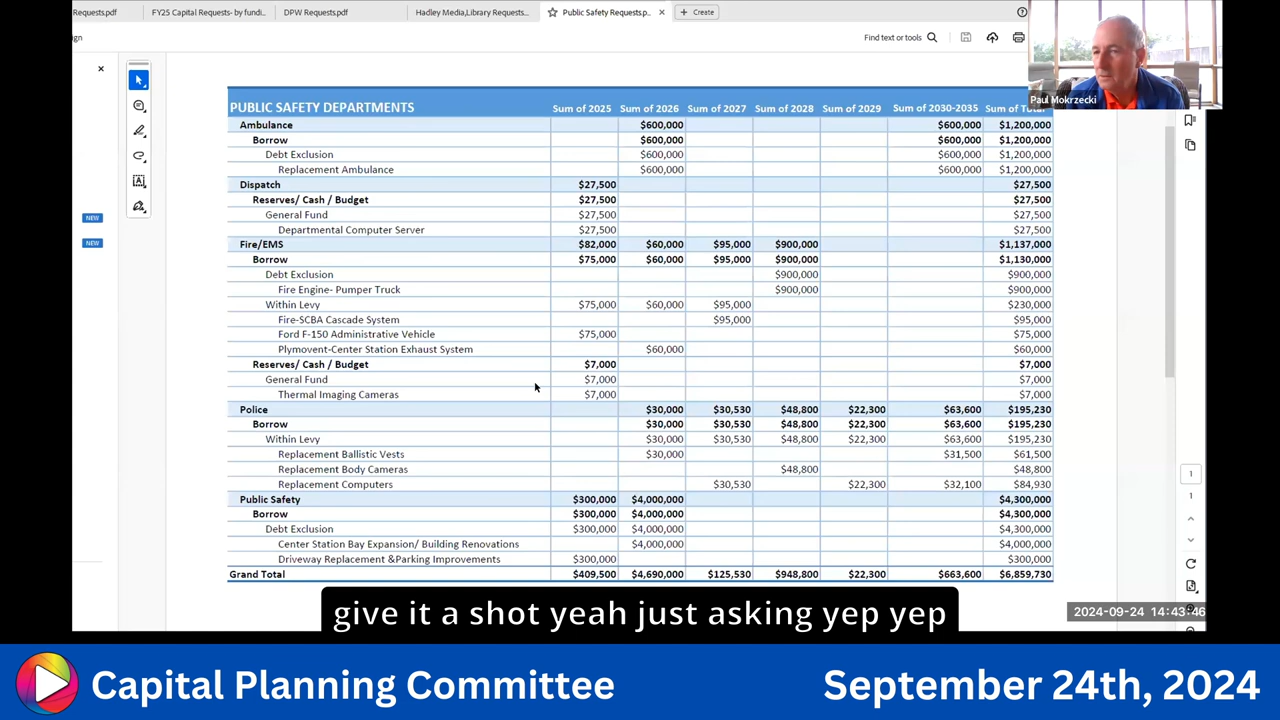 Requests.pdf FY25 Capital Requests- by fundi... DPW Requests.pdf Hadley Media,Library Requests... Public Safety Requests.p... × + Create
ign Find text or tools
Paul Mokrzecki
PUBLIC SAFETY DEPARTMENTS Sum of 2025 Sum of 2026 Sum of 2027 Sum of 2028 Sum of 2029 Sum of 2030-2035 Sum of Total
Ambulance $600,000 $600,000 $1,200,000
Borrow $600,000 $600,000 $1,200,000
Debt Exclusion $600,000 $600,000 $1,200,000
Replacement Ambulance $600,000 $600,000 $1,200,000
Dispatch $27,500 $27,500
Reserves/ Cash / Budget $27,500 $27,500
NEW
General Fund $27,500 $27,500
Departmental Computer Server $27,500 $27,500
NEW
Fire/EMS $82,000 $60,000 $95,000 $900,000 $1,137,000
Borrow $75,000 $60,000 $95,000 $900,000 $1,130,000
Debt Exclusion $900,000 $900,000
Fire Engine- Pumper Truck $900,000 $900,000
Within Levy $75,000 $60,000 $95,000 $230,000
Fire-SCBA Cascade System $95,000 $95,000
Ford F-150 Administrative Vehicle $75,000 $75,000
Plymovent-Center Station Exhaust System $60,000 $60,000
Reserves/ Cash / Budget $7,000 $7,000
General Fund $7,000 $7,000
Thermal Imaging Cameras $7,000 $7,000
Police $30,000 $30,530 $48,800 $22,300 $63,600 $195,230
Borrow $30,000 $30,530 $48,800 $22,300 $63,600 $195,230
Within Levy $30,000 $30,530 $48,800 $22,300 $63,600 $195,230
Replacement Ballistic Vests $30,000 $31,500 $61,500
Replacement Body Cameras $48,800 $48,800
Replacement Computers $30,530 $22,300 $32,100 $84,930
1
1
Public Safety $300,000 $4,000,000 $4,300,000
Borrow $300,000 $4,000,000 $4,300,000
Debt Exclusion $300,000 $4,000,000 $4,300,000
Center Station Bay Expansion/ Building Renovations $4,000,000 $4,000,000
Driveway Replacement &Parking Improvements $300,000 $300,000
Grand Total $409,500 $4,690,000 $125,530 $948,800 $22,300 $663,600 $6,859,730
give it a shot yeah just asking yep yep
2024-09-24 14:43:46
Capital Planning Committee September 24th, 2024